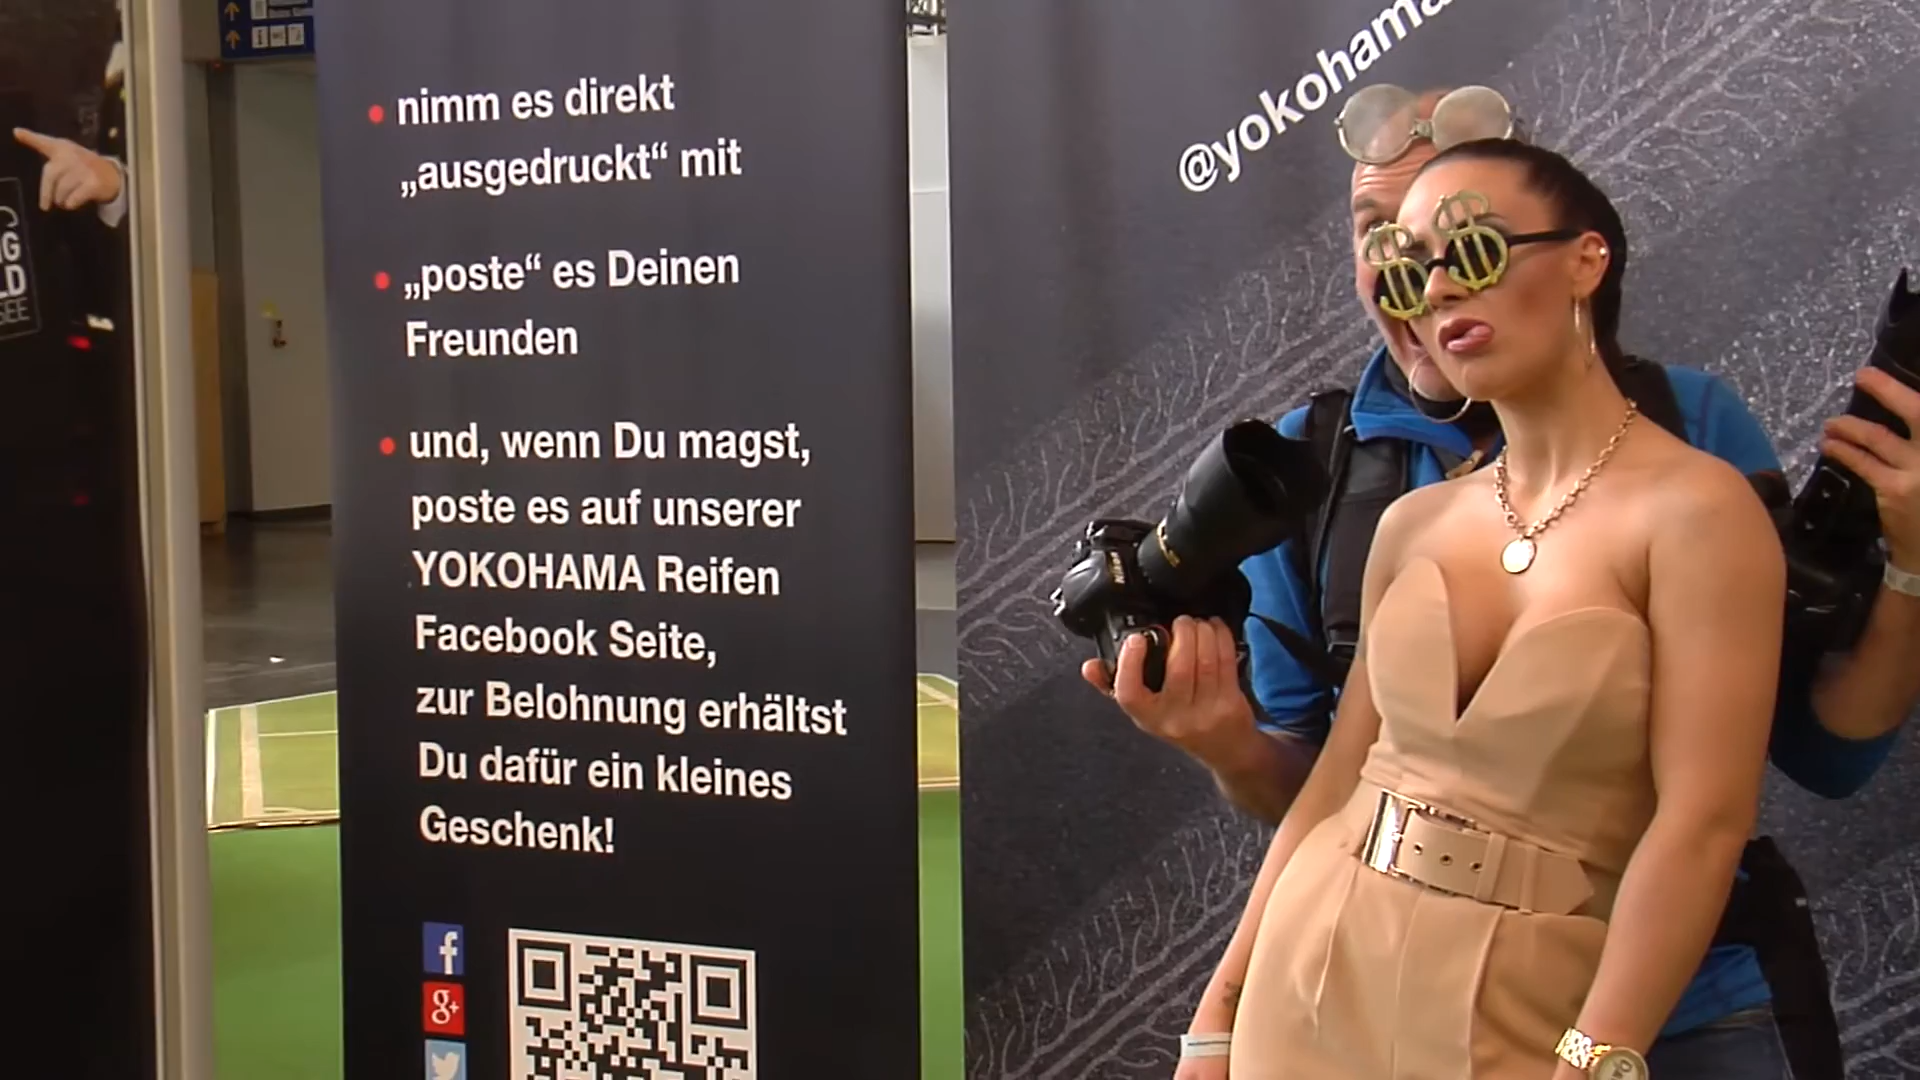 nimm es direkt
„ausgedruckt“ mit
„poste“ es Deinen
Freunden
und, wenn Du magst,
poste es auf unserer
YOKOHAMA Reifen
Facebook Seite,
zur Belohnung erhältst
Du dafür ein kleines
Geschenk!
@yokohama
Nikon